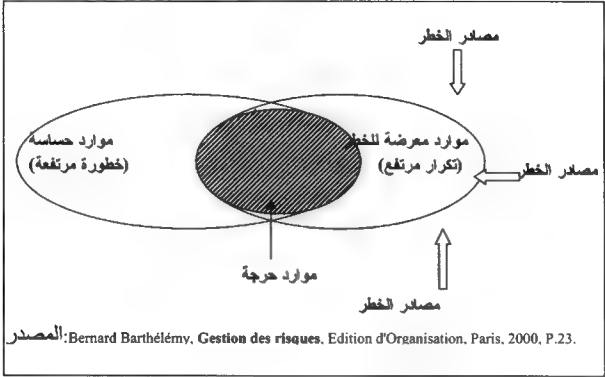 مصادر الخطر
موارد معرضة للخطر
(تكرار مرتفع)
موارد حساسة
(خطورة مرتفعة)
مصادر الخطر
موارد حرجة
مصادر الخطر
المصدر:Bernard Barthélémy, Gestion des risques, Edition d'Organisation, Paris, 2000, P.23.